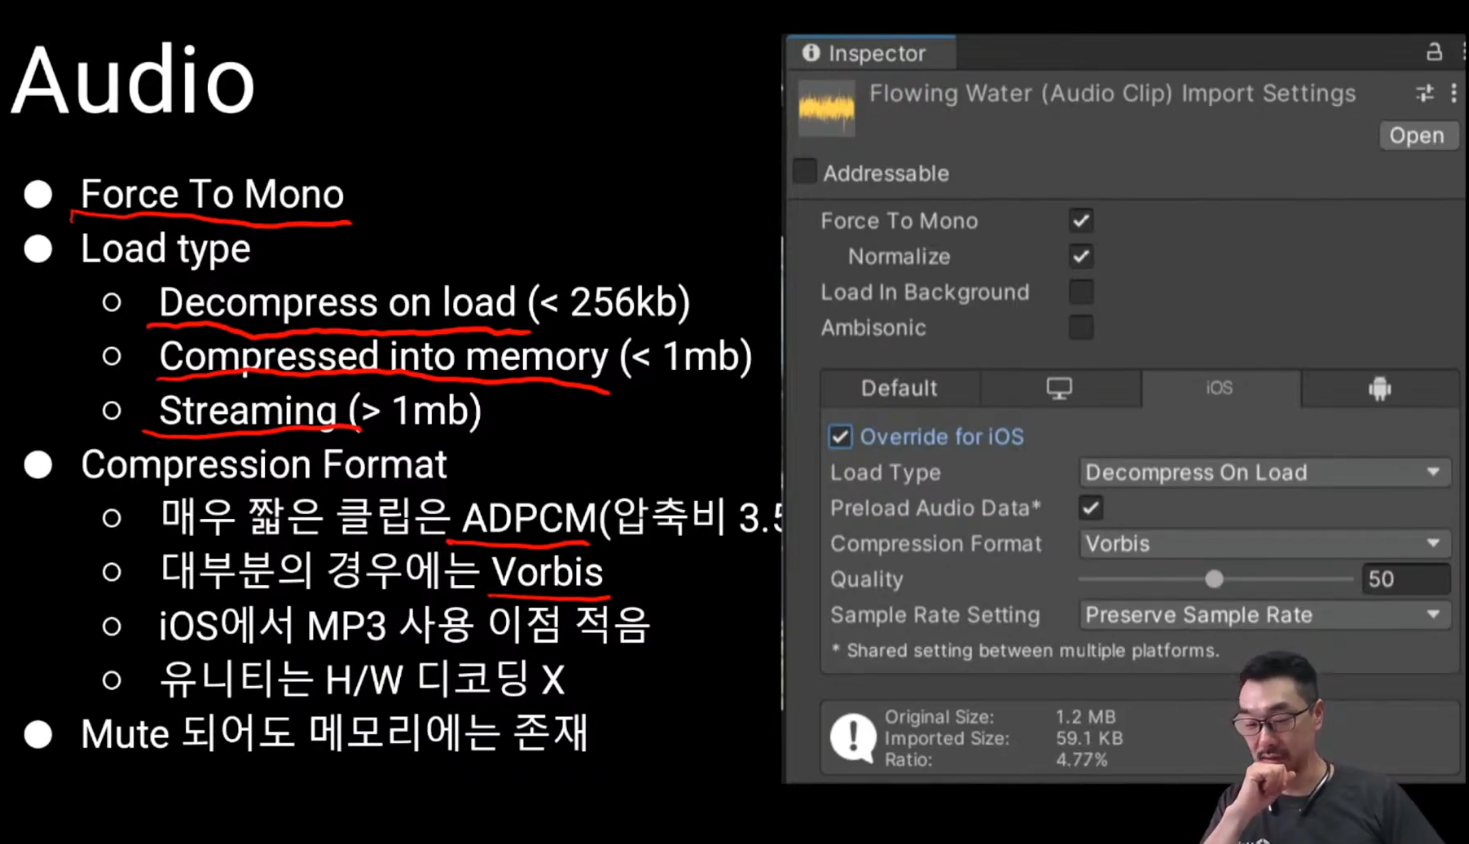 Audio
Force To Mono
Load type
Decompress on load (< 256kb)
Compressed into memory (< 1mb)
Streaming (> 1mb)
Compression Format
매우 짧은 클립은 ADPCM(압축비 3.5
대부분의 경우에는 Vorbis
iOS에서 MP3 사용 이점 적음
유니티는 H/W 디코딩 X
Mute 되어도 메모리에는 존재
Inspector
Flowing Water (Audio Clip) Import Settings
Open
Addressable
Force To Mono
Normalize
Load In Background
Ambisonic
Default iOS
Override for iOS
Load Type Decompress On Load
Preload Audio Data*
Compression Format Vorbis
Quality 50
Sample Rate Setting Preserve Sample Rate
* Shared setting between multiple platforms.
Original Size: 1.2 MB
Imported Size: 59.1 KB
Ratio: 4.77%